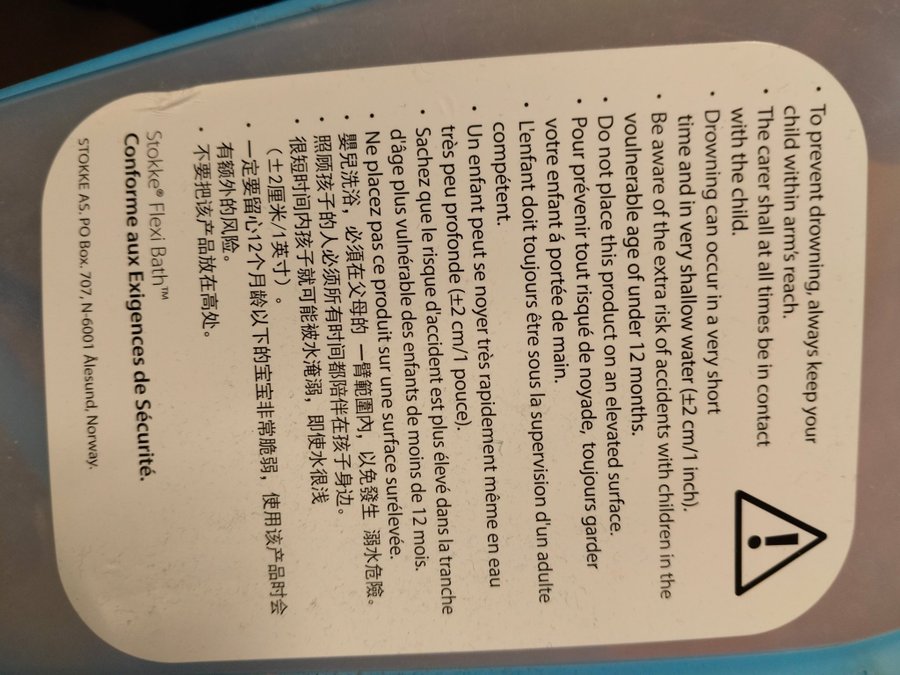 • To prevent drowning, always keep your
child within arm's reach.
• The carer shall at all times be in contact
with the child.
• Drowning can occur in a very short
time and in very shallow water (±2 cm/1 inch).
• Be aware of the extra risk of accidents with children in the
voulnerable age of under 12 months.
• Do not place this product on an elevated surface.
• Pour prévenir tout risqué de noyade, toujours garder
votre enfant á portée de main.
• L'enfant doit toujours être sous la supervision d'un adulte
compétent.
• Un enfant peut se noyer très rapidement même en eau
très peu profonde (±2 cm/1 pouce).
• Sachez que le risque d'accident est plus élevé dans la tranche
d'âge plus vulnérable des enfants de moins de 12 mois.
• Ne placez pas ce produit sur une surface surélevée.
• 嬰兒洗浴，必須在父母的 一臂範圍內，以免發生 溺水危險。
• 照顾孩子的人必须所有时间都陪伴在孩子身边。
• 很短时间内孩子就可能被水淹溺，即使水很浅
（±2厘米/1英寸）。
• 一定要留心12个月龄以下的宝宝非常脆弱，使用该产品时会
有额外的风险。
• 不要把该产品放在高处。
Stokke® Flexi Bath™
Conforme aux Exigences de Sécurité.
STOKKE AS. PO Box. 707, N-6001 Ålesund, Norway.